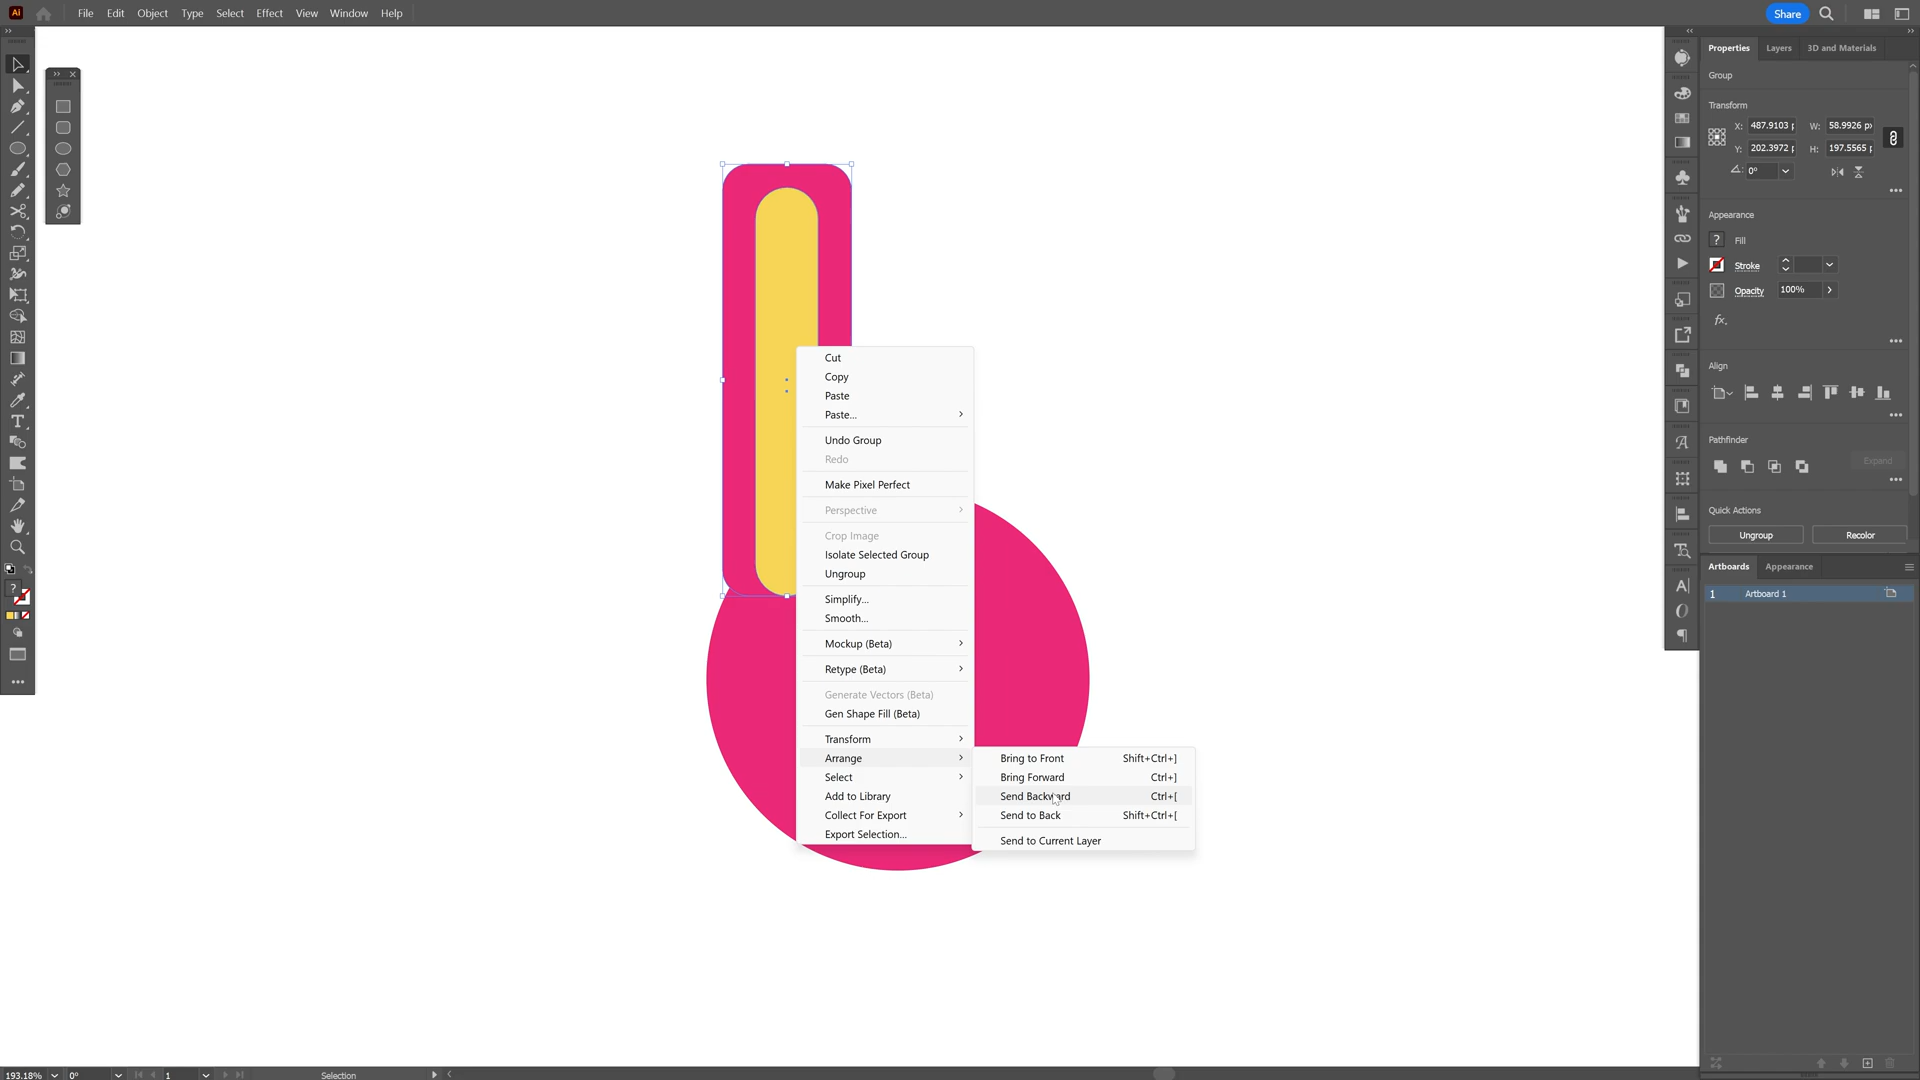 Ai File Edit Object Type Select Effect View Window Help Share
Properties Layers 3D and Materials
Group
Transform
X: 487.9103 p W: 58.9926 px
Y: 202.3972 p H: 197.5565 p
0°
Appearance
? Fill
Stroke
Opacity 100%
fx.
Align
Pathfinder
Expand
Quick Actions
Ungroup Recolor
Artboards Appearance
1 Artboard 1
Cut
Copy
Paste
Paste...
Undo Group
Redo
Make Pixel Perfect
Perspective
Crop Image
Isolate Selected Group
Ungroup
Simplify...
Smooth...
Mockup (Beta)
Retype (Beta)
Generate Vectors (Beta)
Gen Shape Fill (Beta)
Transform
Arrange
Select
Add to Library
Collect For Export
Export Selection...
Bring to Front Shift+Ctrl+]
Bring Forward Ctrl+]
Send Backward Ctrl+[
Send to Back Shift+Ctrl+[
Send to Current Layer
193.18% 0° 1 Selection